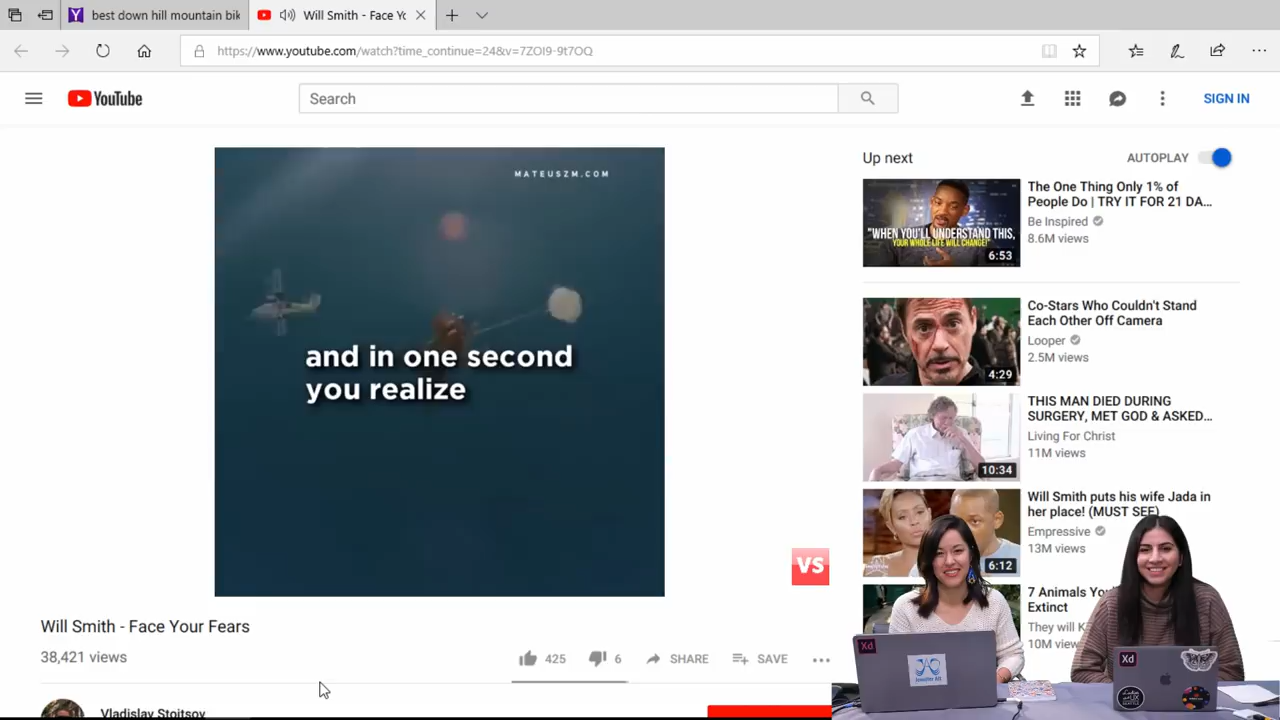 best down hill mountain bik
Will Smith - Face Yo
https://www.youtube.com/watch?time_continue=24&v=7ZOI9-9t7OQ
YouTube
Search
SIGN IN
MATEUSZM.COM
and in one second
you realize
VS
Will Smith - Face Your Fears
38,421 views
425
6
SHARE
SAVE
Vladislav Stoitsov
Up next
AUTOPLAY
"WHEN YOU'LL UNDERSTAND THIS,
YOUR WHOLE LIFE WILL CHANGE!"
6:53
The One Thing Only 1% of
People Do | TRY IT FOR 21 DA...
Be Inspired
8.6M views
4:29
Co-Stars Who Couldn't Stand
Each Other Off Camera
Looper
2.5M views
10:34
THIS MAN DIED DURING
SURGERY, MET GOD & ASKED...
Living For Christ
11M views
6:12
Will Smith puts his wife Jada in
her place! (MUST SEE)
Empressive
13M views
7 Animals You
Extinct
They will K
10M view
Xd
Xd